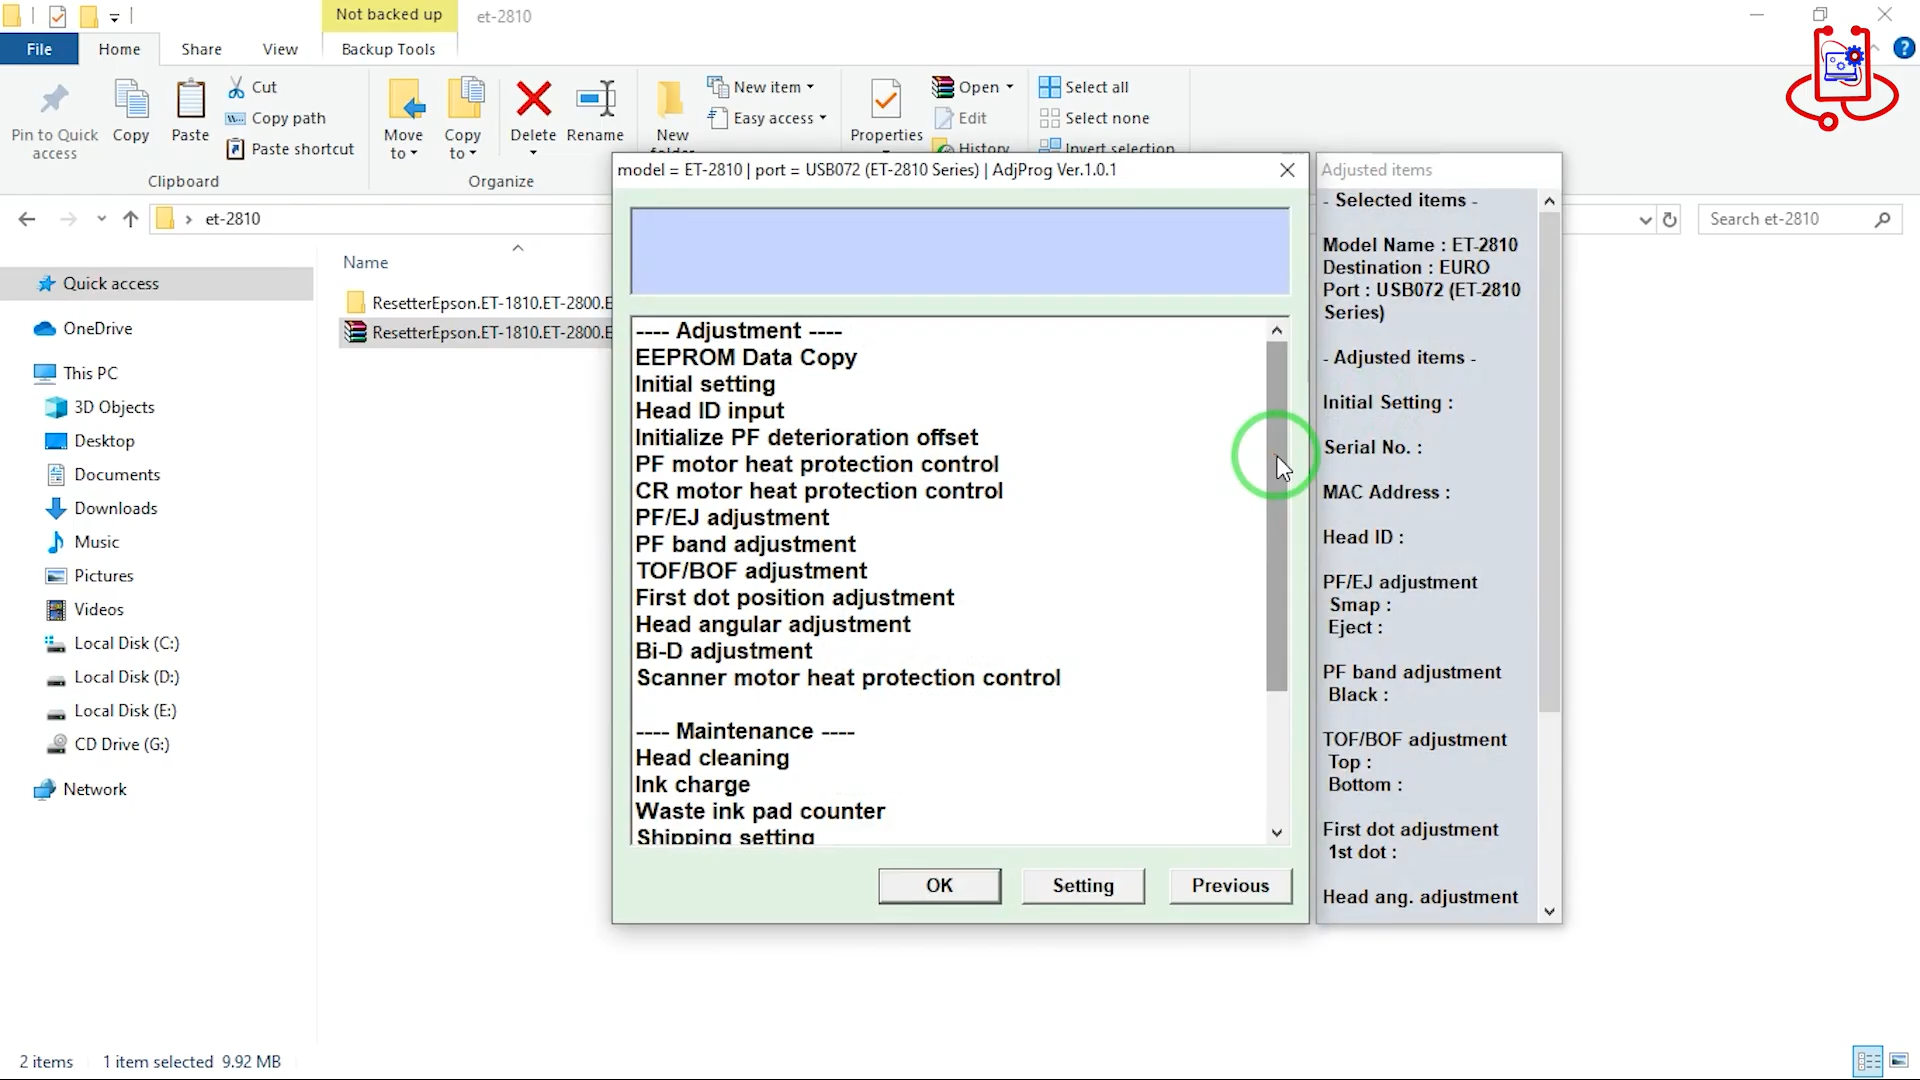 Not backed up
et-2810
File
Home
Share
View
Backup Tools
Pin to Quick access
Copy
Paste
Cut
Copy path
Paste shortcut
Clipboard
Move to
Copy to
Delete
Rename
Organize
New
New item
Easy access
Properties
Open
Edit
History
Select all
Select none
Invert selection
et-2810
Search et-2810
Quick access
OneDrive
This PC
3D Objects
Desktop
Documents
Downloads
Music
Pictures
Videos
Local Disk (C:)
Local Disk (D:)
Local Disk (E:)
CD Drive (G:)
Network
Name
ResetterEpson.ET-1810.ET-2800.E
ResetterEpson.ET-1810.ET-2800.E
model = ET-2810 | port = USB072 (ET-2810 Series) | AdjProg Ver.1.0.1
---- Adjustment ----
EEPROM Data Copy
Initial setting
Head ID input
Initialize PF deterioration offset
PF motor heat protection control
CR motor heat protection control
PF/EJ adjustment
PF band adjustment
TOF/BOF adjustment
First dot position adjustment
Head angular adjustment
Bi-D adjustment
Scanner motor heat protection control
---- Maintenance ----
Head cleaning
Ink charge
Waste ink pad counter
Shipping setting
OK
Setting
Previous
Adjusted items
- Selected items -
Model Name : ET-2810
Destination : EURO
Port : USB072 (ET-2810
Series)
- Adjusted items -
Initial Setting :
Serial No. :
MAC Address :
Head ID :
PF/EJ adjustment
Smap :
Eject :
PF band adjustment
Black :
TOF/BOF adjustment
Top :
Bottom :
First dot adjustment
1st dot :
Head ang. adjustment
2 items
1 item selected 9.92 MB